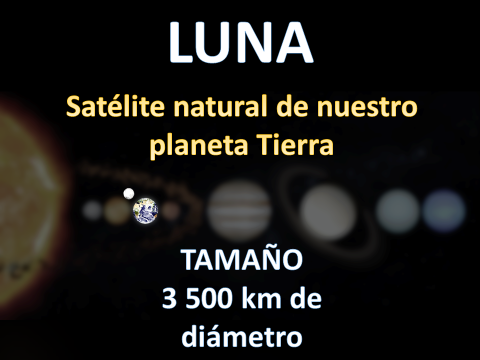 LUNA
Satélite natural de nuestro
planeta Tierra
TAMAÑO
3 500 km de
diámetro